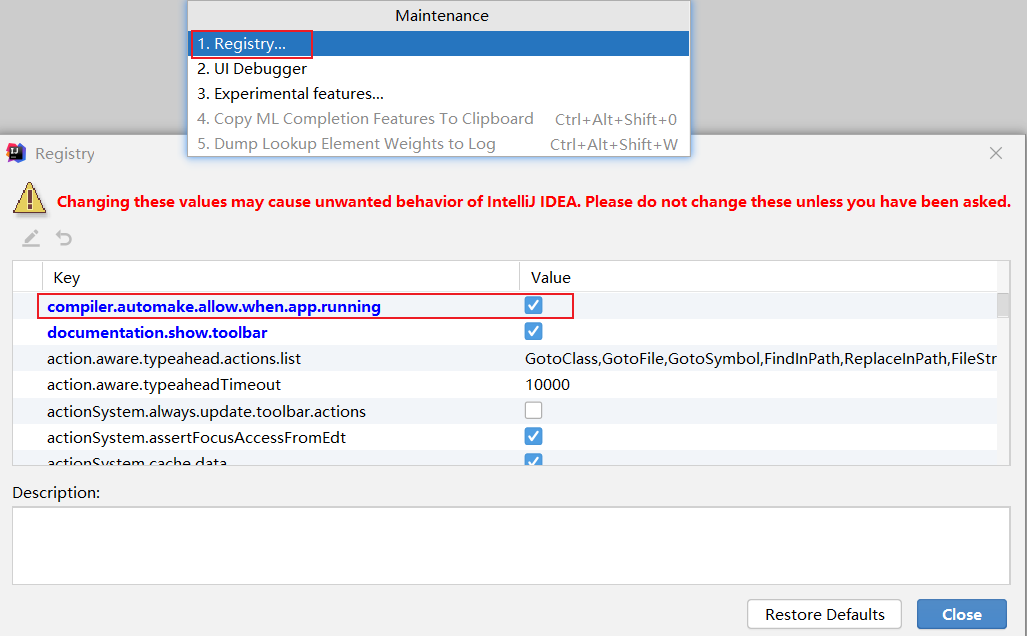 Maintenance
1. Registry...
2. UI Debugger
3. Experimental features...
4. Copy ML Completion Features To Clipboard Ctrl+Alt+Shift+0
5. Dump Lookup Element Weights to Log Ctrl+Alt+Shift+W
Registry
Changing these values may cause unwanted behavior of IntelliJ IDEA. Please do not change these unless you have been asked.
Key Value
compiler.automake.allow.when.app.running
documentation.show.toolbar
action.aware.typeahead.actions.list GotoClass,GotoFile,GotoSymbol,FindInPath,ReplaceInPath,FileStr
action.aware.typeaheadTimeout 10000
actionSystem.always.update.toolbar.actions
actionSystem.assertFocusAccessFromEdt
actionSystem.cache.data
Description:
Restore Defaults Close